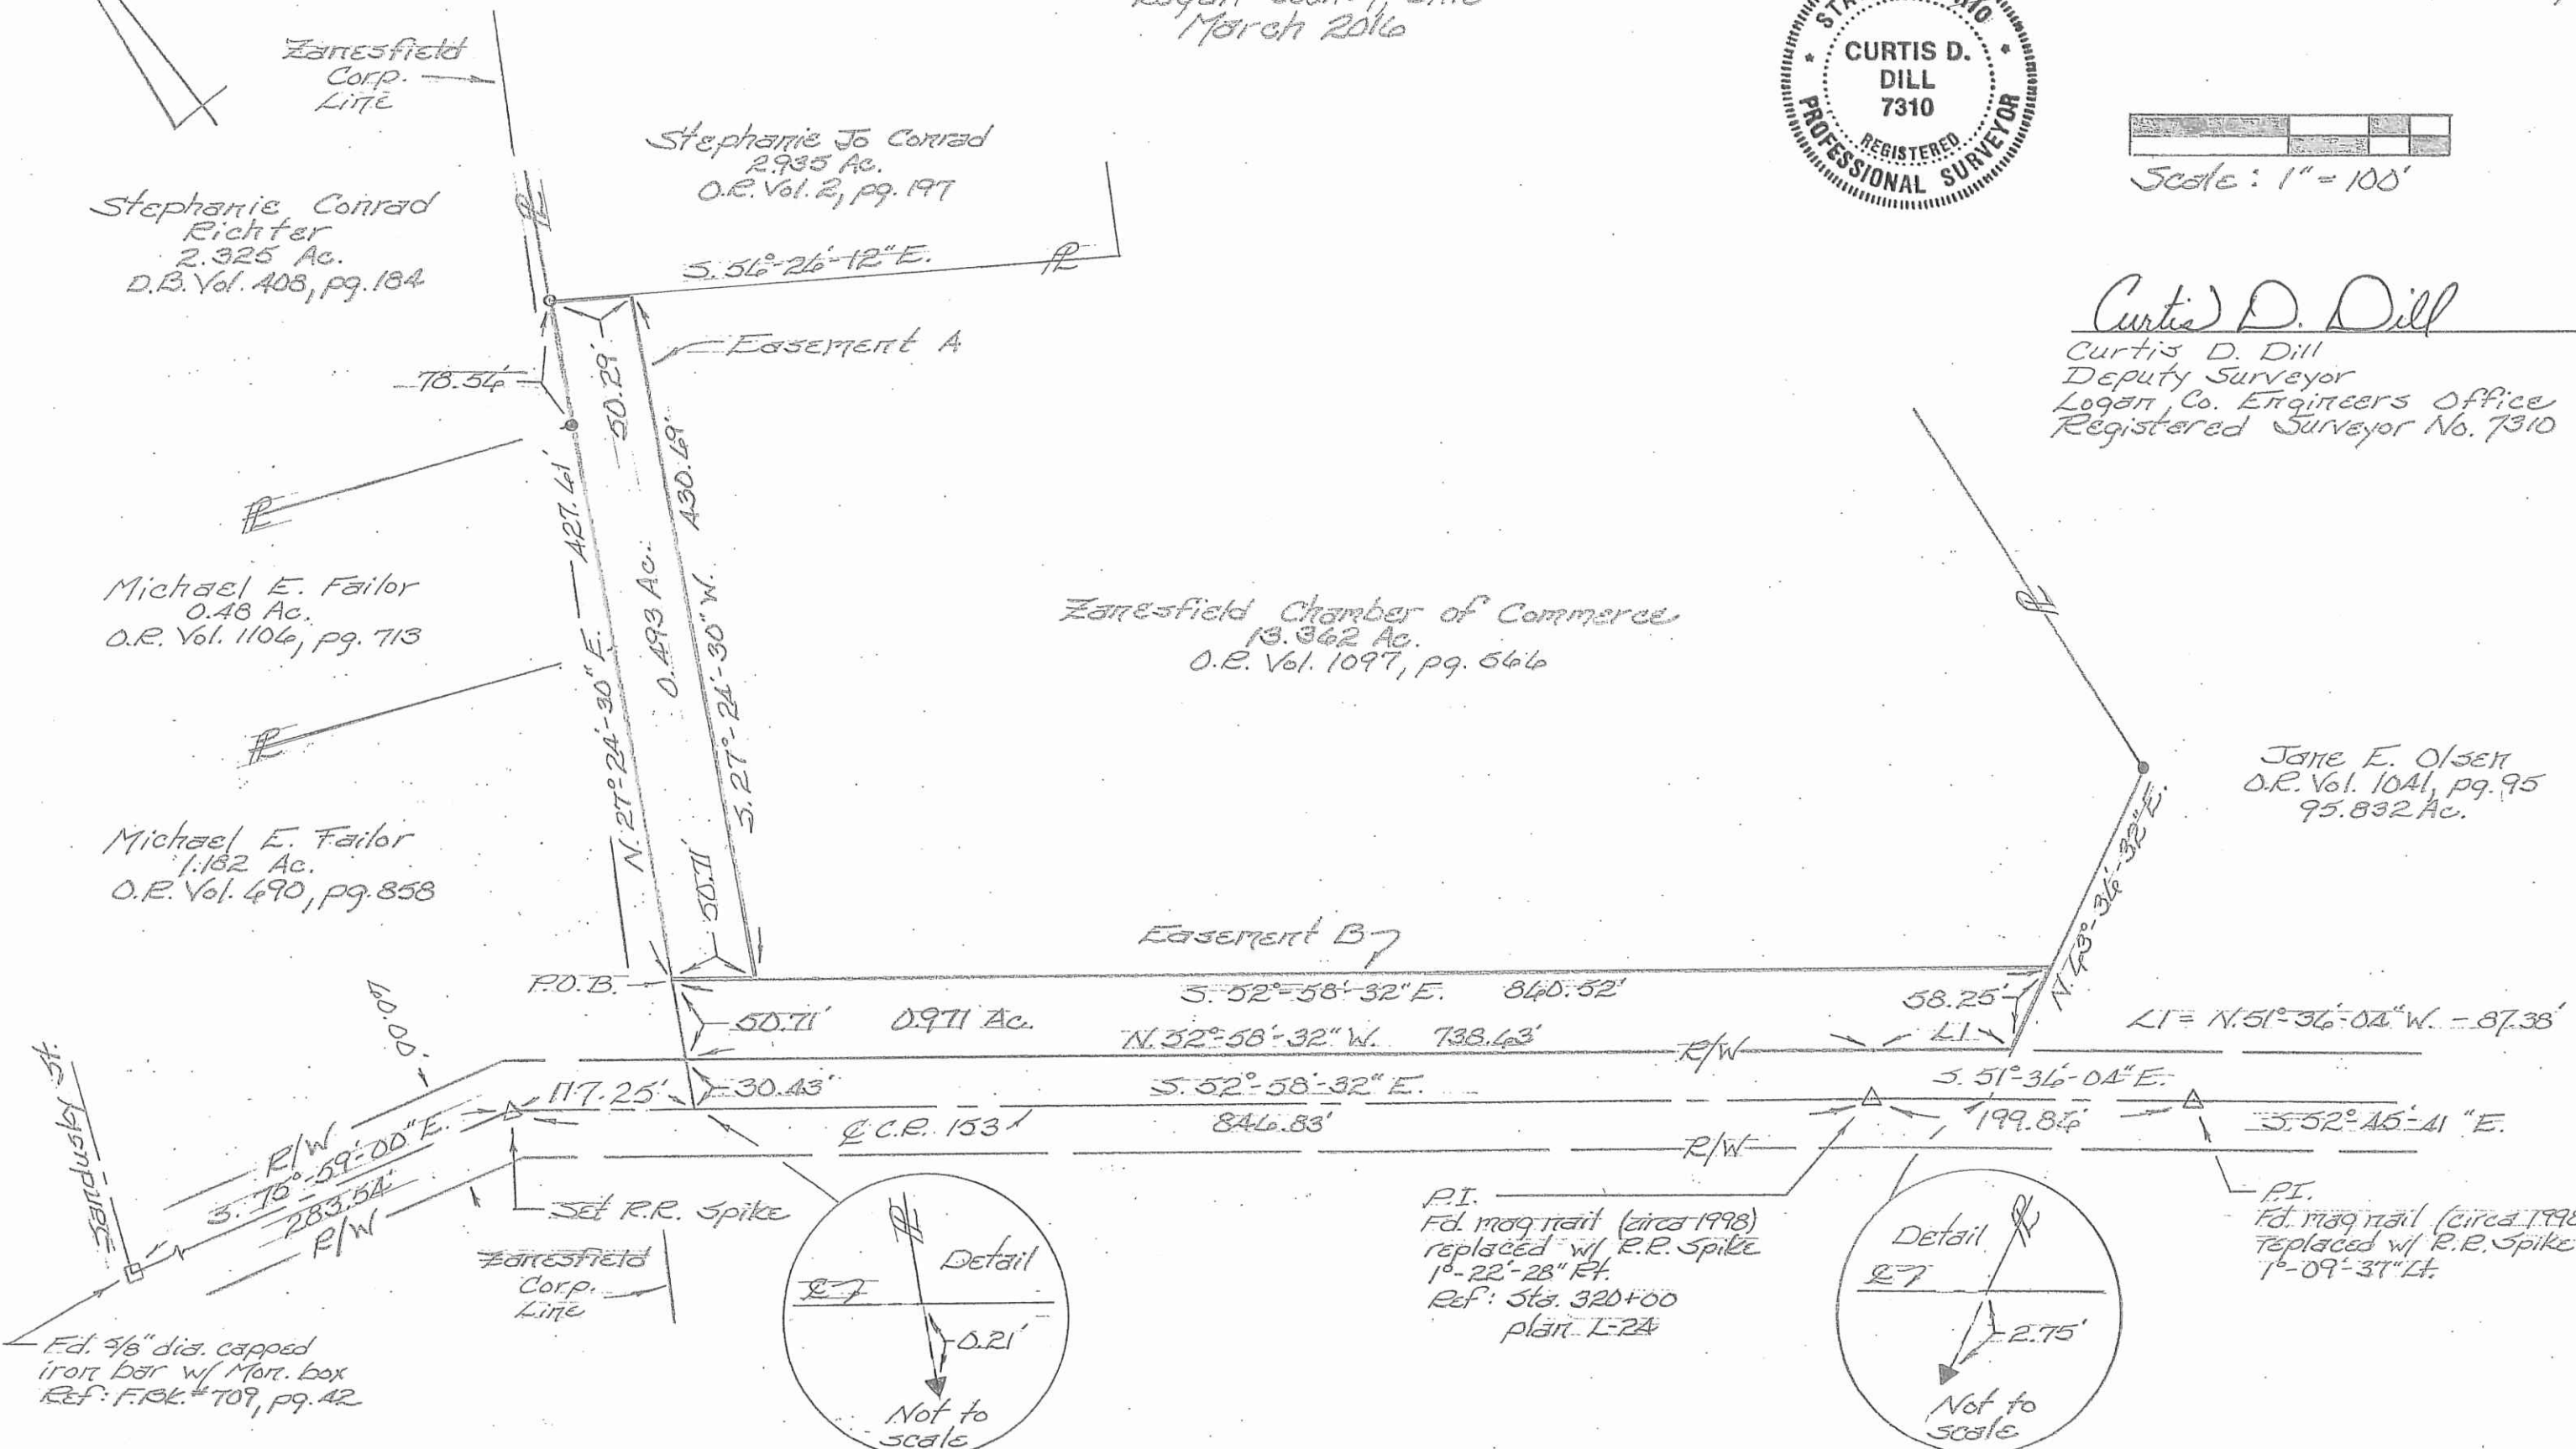 March 2016
CURTIS D.
DILL
7310
REGISTERED
PROFESSIONAL SURVEYOR
Scale: 1" = 100'
Zanesfield
Corp.
Line
Stephanie Jo Conrad
2.935 Ac.
O.R. Vol. 2, pg. 197
Stephanie Conrad
Richter
2.325 Ac.
D.B. Vol. 408, pg. 184
S. 56°-26'-12" E.
Easement A
78.56'
50.29'
Curtis D. Dill
Curtis D. Dill
Deputy Surveyor
Logan Co. Engineers Office
Registered Surveyor No. 7310
427.61'
430.69'
N. 27°-24'-30" E.
0.493 Ac.
S. 27°-24'-30" W.
Michael E. Failor
0.48 Ac.
O.R. Vol. 1106, pg. 713
Zanesfield Chamber of Commerce
13.362 Ac.
O.R. Vol. 1097, pg. 566
Jane E. Olsen
O.R. Vol. 1041, pg. 95
95.832 Ac.
Michael E. Failor
1.182 Ac.
O.R. Vol. 690, pg. 858
50.71'
N. 63°-36'-32" E.
Easement B
P.O.B.
S. 52°-58'-32" E. 860.52'
58.25'
50.71' 0.971 Ac.
N. 52°-58'-32" W. 738.63'
R/W
L1
L1 = N. 51°-36'-04" W. - 87.38'
60.00'
117.25'
30.43'
S. 52°-58'-32" E.
846.83'
S. 51°-36'-04" E.
199.86'
S. 52°-45'-41" E.
℄ C.R. 153
R/W
Sandusky St.
R/W
S. 75°-59'-00" E.
283.54'
R/W
Set R.R. Spike
Zanesfield
Corp.
Line
Fd. 5/8" dia. capped
iron bar w/ Mon. box
Ref: F.Bk. #709, pg. 42
℄
Detail
0.21'
Not to
scale
P.I.
Fd. mag nail (circa 1998)
replaced w/ R.R. Spike
1°-22'-28" Rt.
Ref: Sta. 320+00
plan L-24
Detail
℄
2.75'
Not to
scale
P.I.
Fd. mag nail (circa 1998
replaced w/ R.R. Spike
1°-09'-37" Lt.